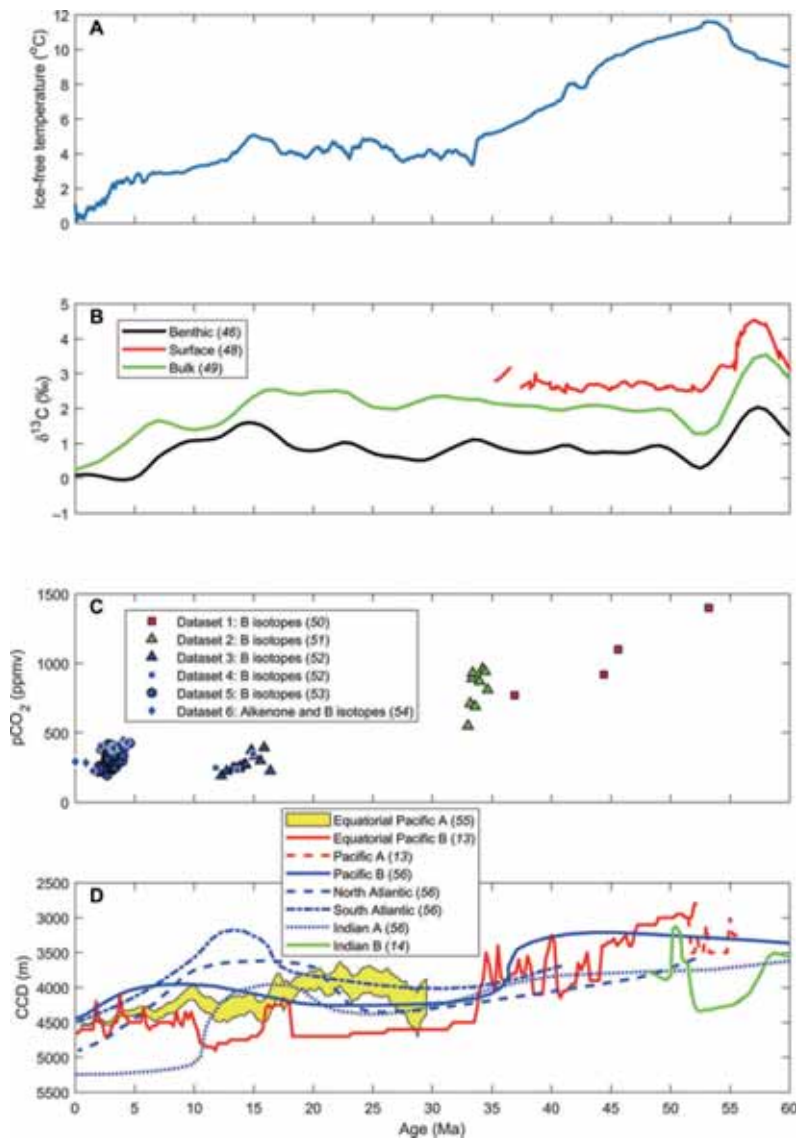 A
Ice-free temperature (°C)
12
10
8
6
4
2
0
B
δ¹³C (‰)
5
4
3
2
1
0
−1
Benthic (46)
Surface (48)
Bulk (49)
C
pCO₂ (ppmv)
1500
1000
500
0
Dataset 1: B isotopes (50)
Dataset 2: B isotopes (51)
Dataset 3: B isotopes (52)
Dataset 4: B isotopes (52)
Dataset 5: B isotopes (53)
Dataset 6: Alkenone and B isotopes (54)
D
CCD (m)
2500
3000
3500
4000
4500
5000
5500
Equatorial Pacific A (55)
Equatorial Pacific B (13)
Pacific A (13)
Pacific B (56)
North Atlantic (56)
South Atlantic (56)
Indian A (56)
Indian B (14)
0 5 10 15 20 25 30 35 40 45 50 55 60
Age (Ma)